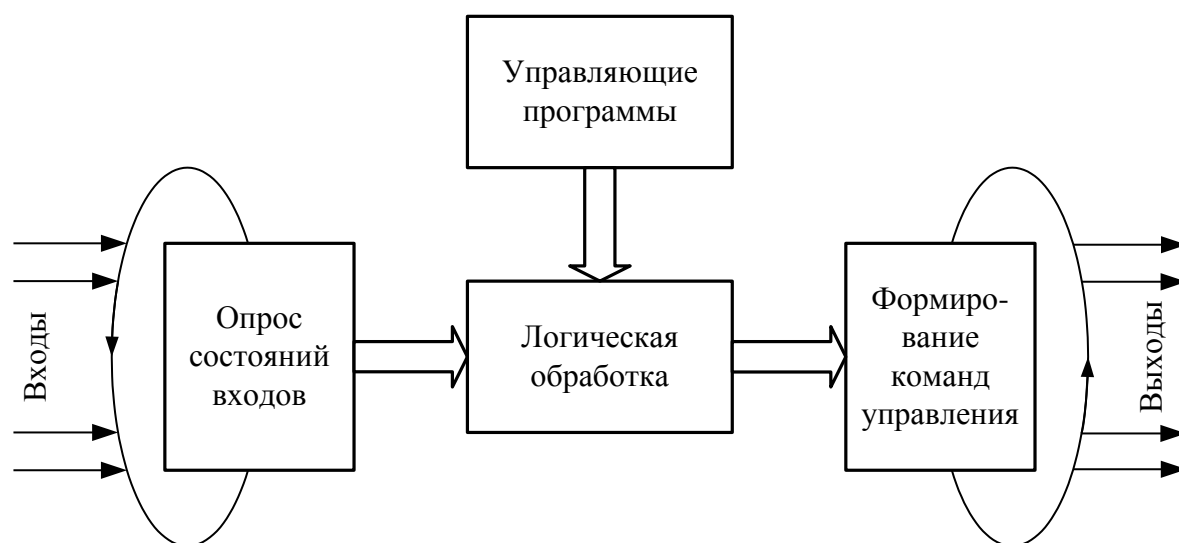 Управляющие
программы
Входы
Опрос
состояний
входов
Логическая
обработка
Формиро-
вание
команд
управления
Выходы